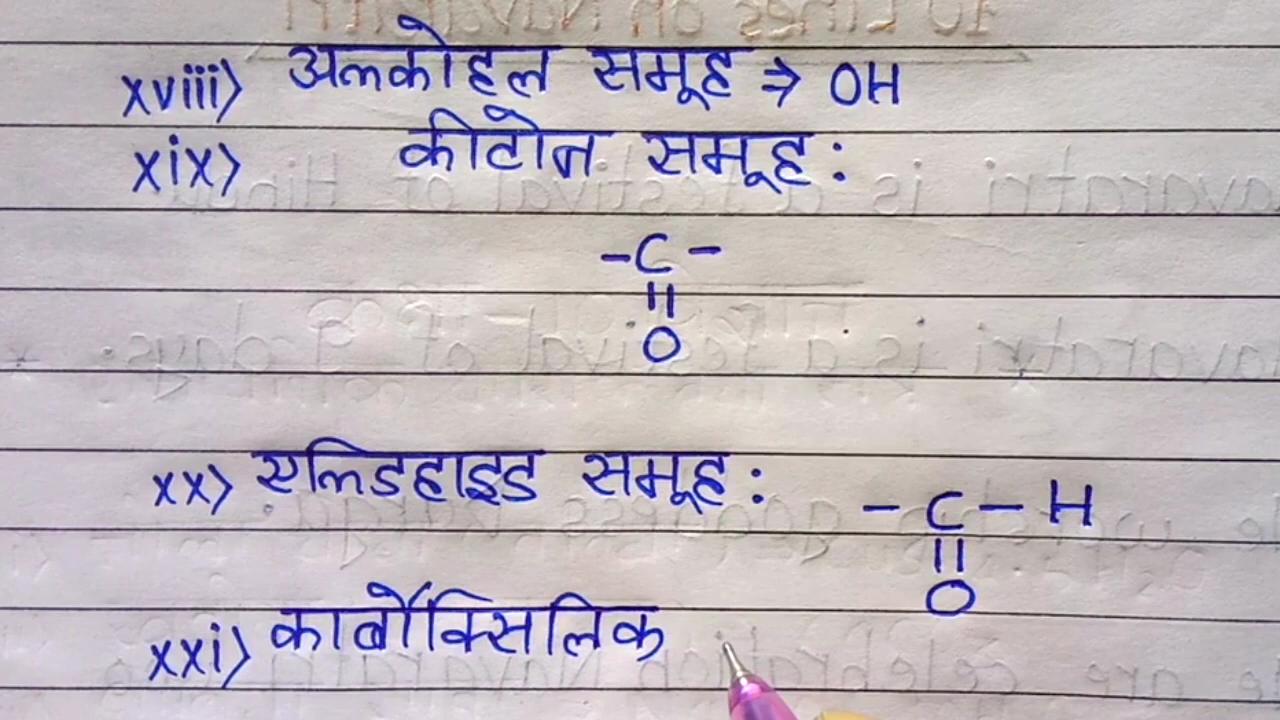 xviii) अल्कोहल समूह ⇒ OH
xix) कीटोन समूह :
-C-
||
O
xx) एल्डिहाइड समूह : - C - H
||
O
xxi) कार्बोक्सिलिक